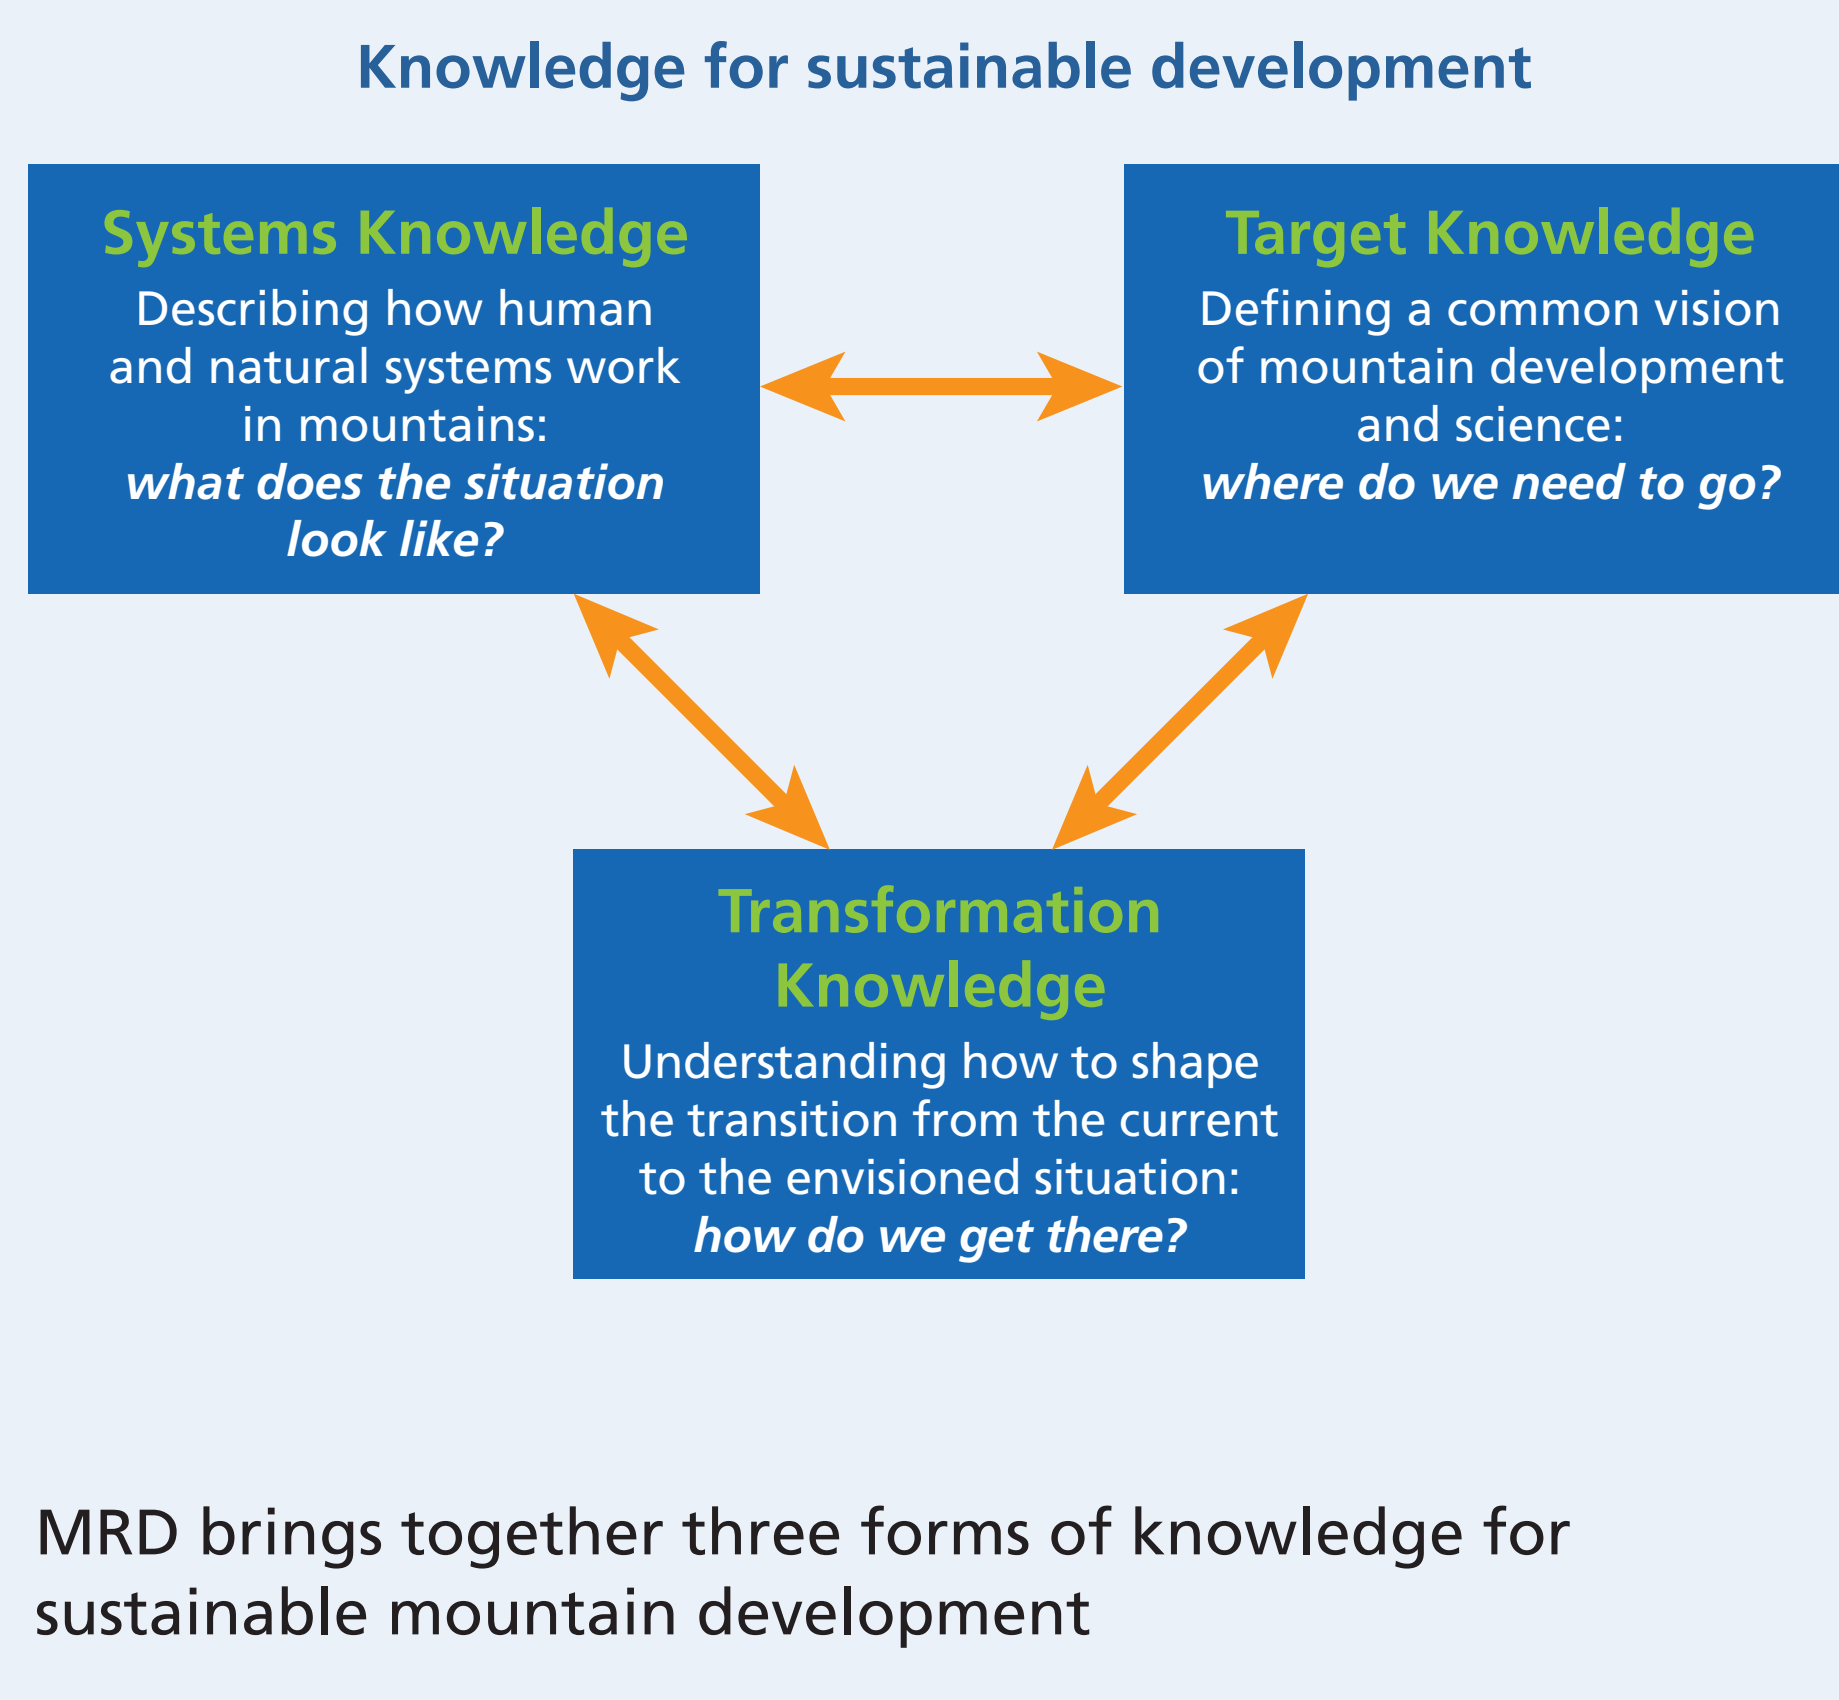 Knowledge for sustainable development
Systems Knowledge
Describing how human
and natural systems work
in mountains:
what does the situation
look like?
Target Knowledge
Defining a common vision
of mountain development
and science:
where do we need to go?
Transformation
Knowledge
Understanding how to shape
the transition from the current
to the envisioned situation:
how do we get there?
MRD brings together three forms of knowledge for
sustainable mountain development